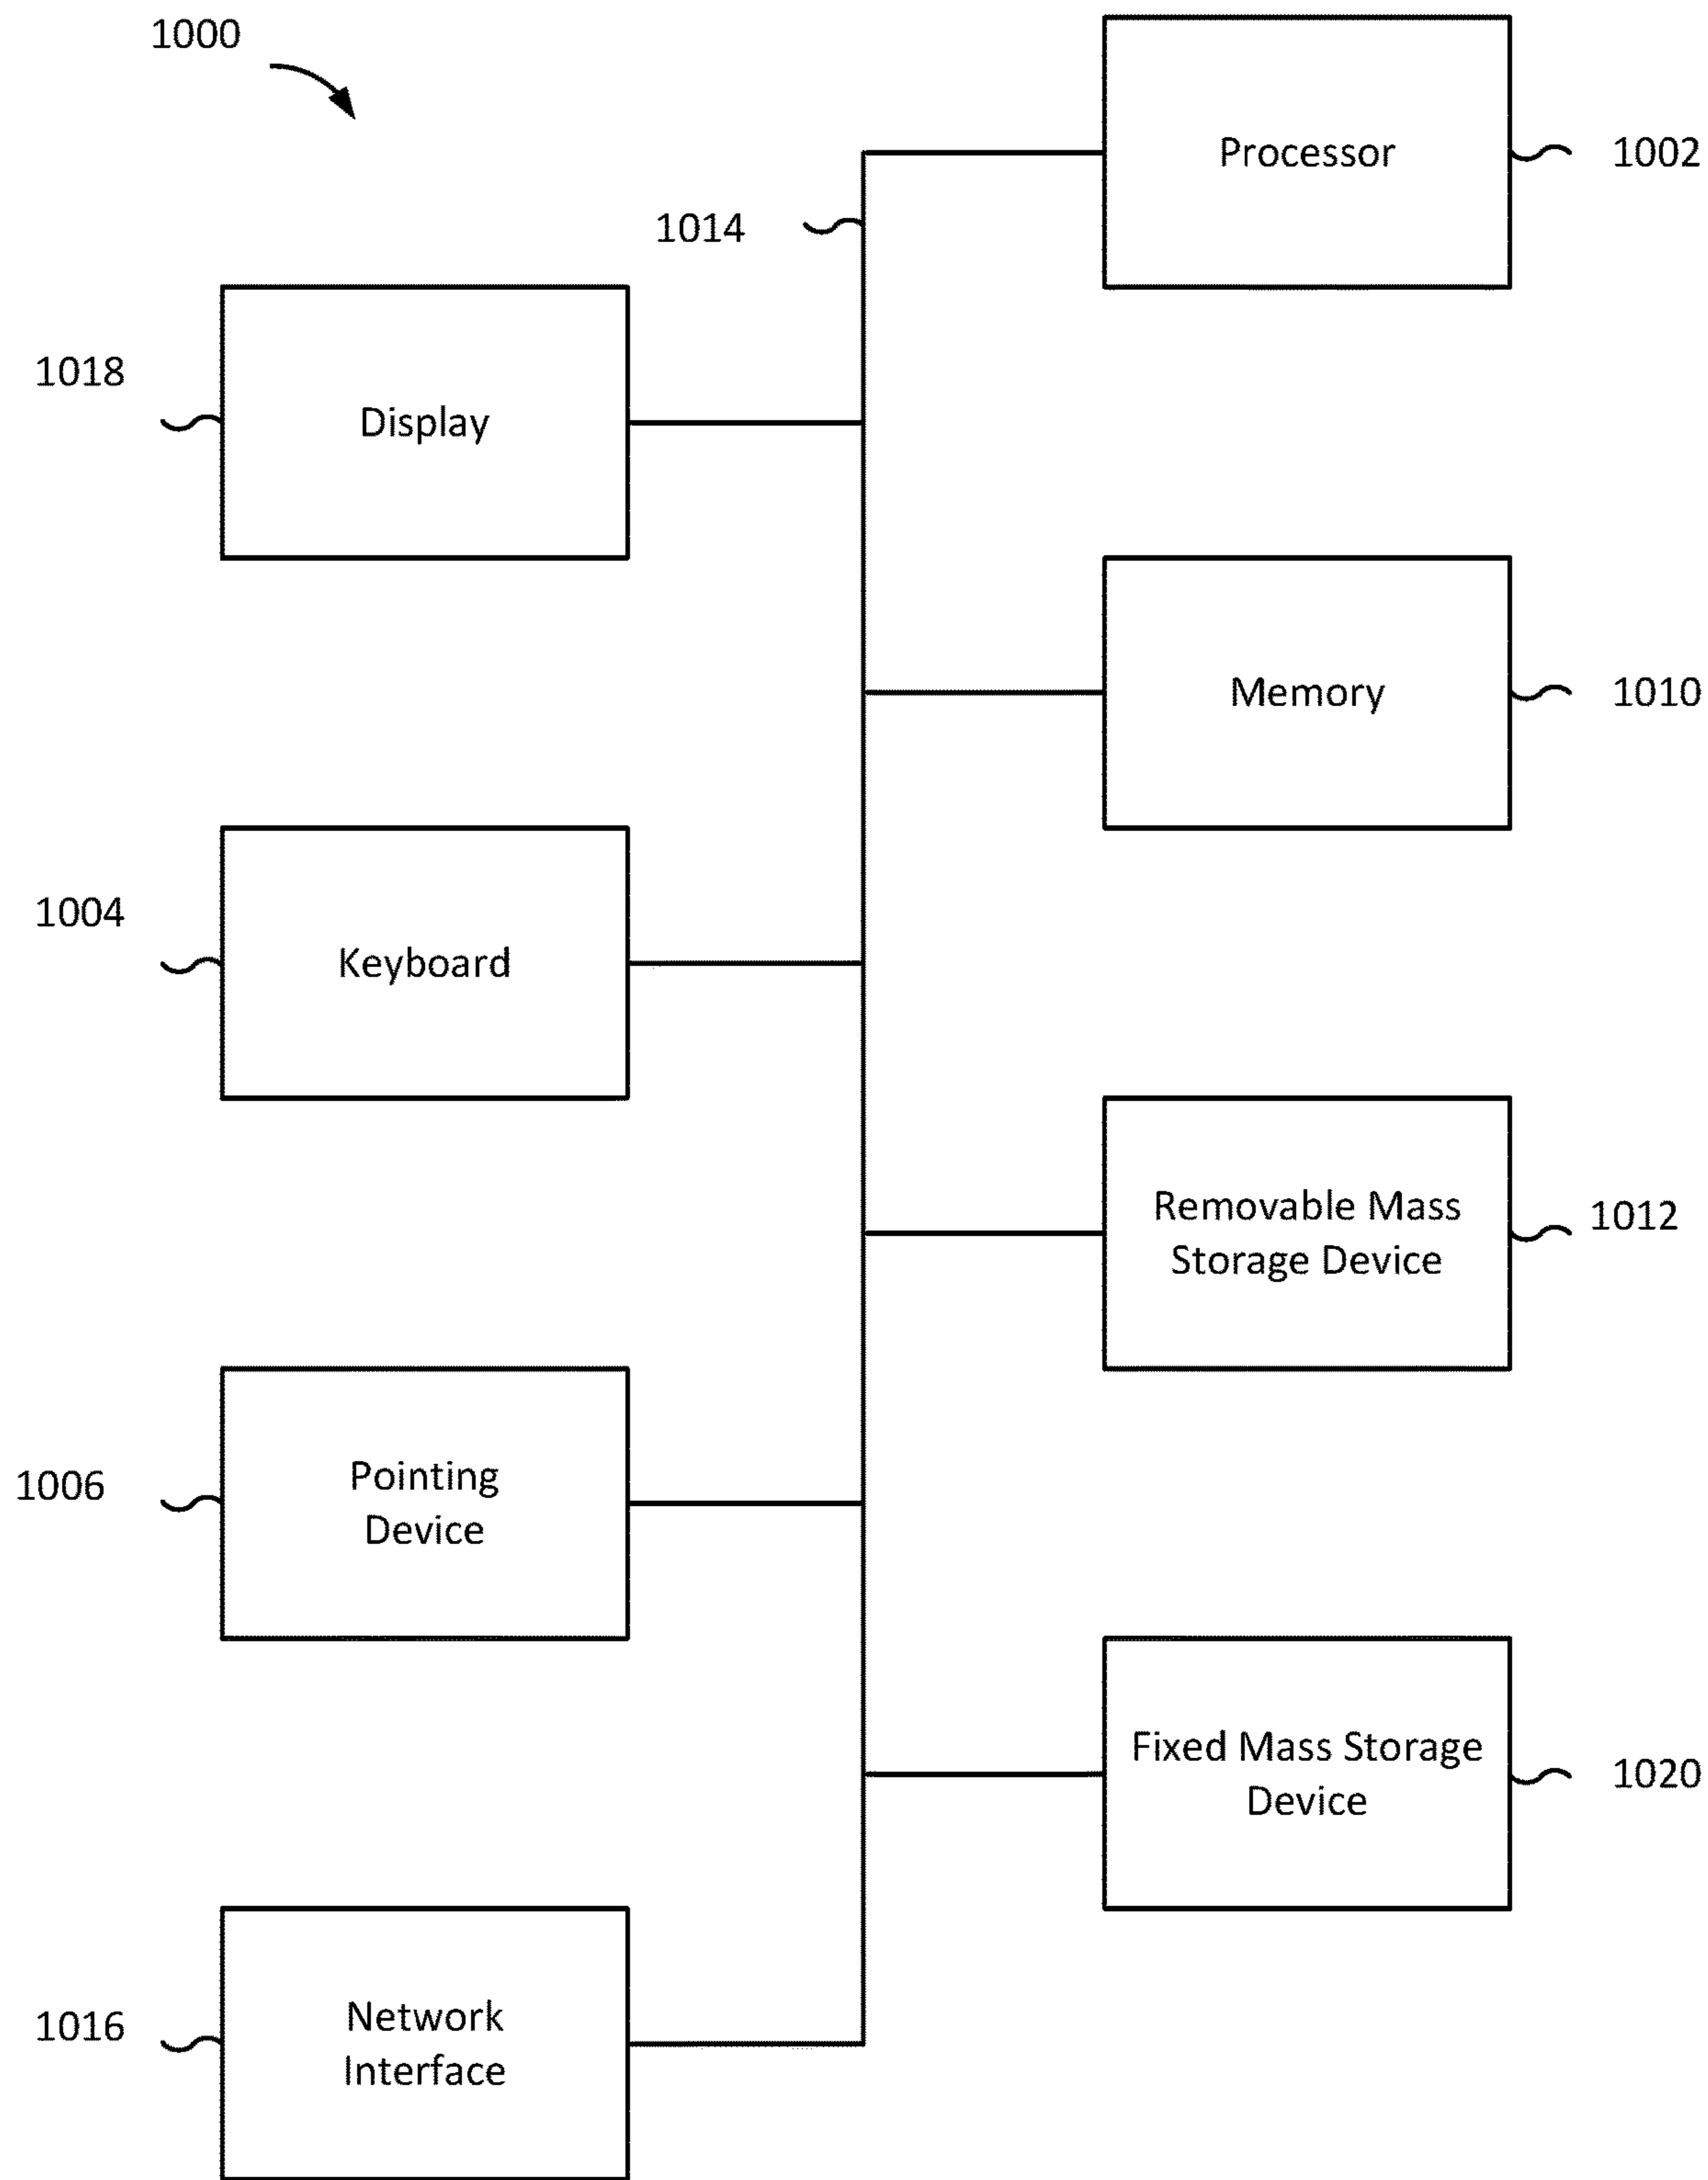 1000
Processor
1002
1014
1018
Display
Memory
1010
1004
Keyboard
Removable Mass
Storage Device
1012
1006
Pointing
Device
Fixed Mass Storage
Device
1020
1016
Network
Interface